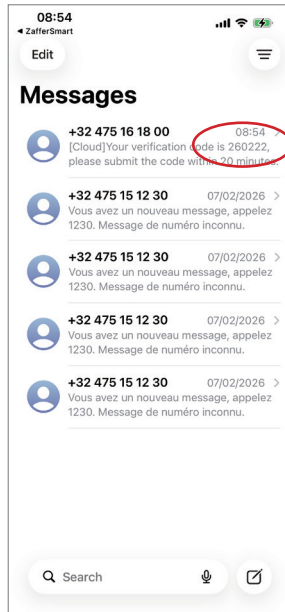 08:54
◀ ZafferSmart
Edit
Messages
+32 475 16 18 00 08:54
[Cloud]Your verification code is 260222,
please submit the code within 20 minutes.
+32 475 15 12 30 07/02/2026
Vous avez un nouveau message, appelez
1230. Message de numéro inconnu.
+32 475 15 12 30 07/02/2026
Vous avez un nouveau message, appelez
1230. Message de numéro inconnu.
+32 475 15 12 30 07/02/2026
Vous avez un nouveau message, appelez
1230. Message de numéro inconnu.
+32 475 15 12 30 07/02/2026
Vous avez un nouveau message, appelez
1230. Message de numéro inconnu.
Search